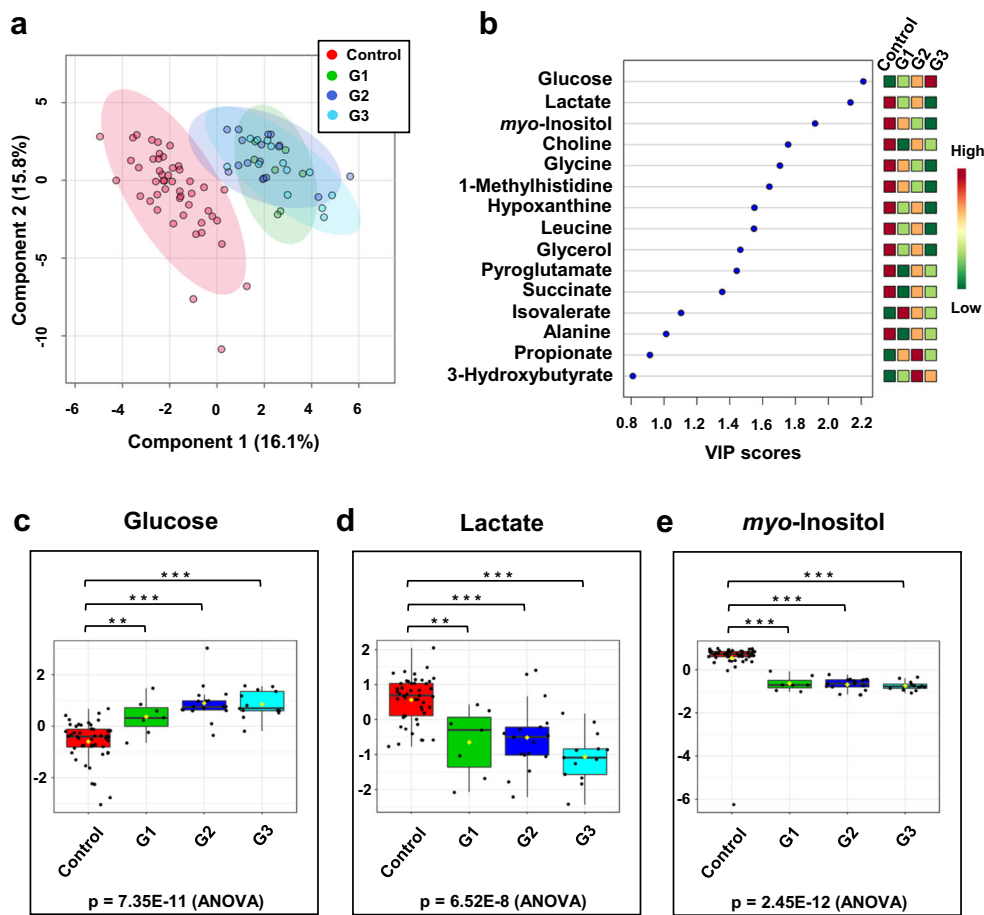 a
Control
G1
G2
G3
5
0
-5
-10
Component 2 (15.8%)
-6 -4 -2 0 2 4 6
Component 1 (16.1%)
b
Control G1 G2 G3
Glucose
Lactate
myo-Inositol
Choline
Glycine
1-Methylhistidine
Hypoxanthine
Leucine
Glycerol
Pyroglutamate
Succinate
Isovalerate
Alanine
Propionate
3-Hydroxybutyrate
High
Low
0.8 1.0 1.2 1.4 1.6 1.8 2.0 2.2
VIP scores
c Glucose
***
***
**
2
0
-2
Control G1 G2 G3
p = 7.35E-11 (ANOVA)
d Lactate
***
***
**
2
1
0
-1
-2
Control G1 G2 G3
p = 6.52E-8 (ANOVA)
e myo-Inositol
***
***
***
0
-2
-4
-6
Control G1 G2 G3
p = 2.45E-12 (ANOVA)